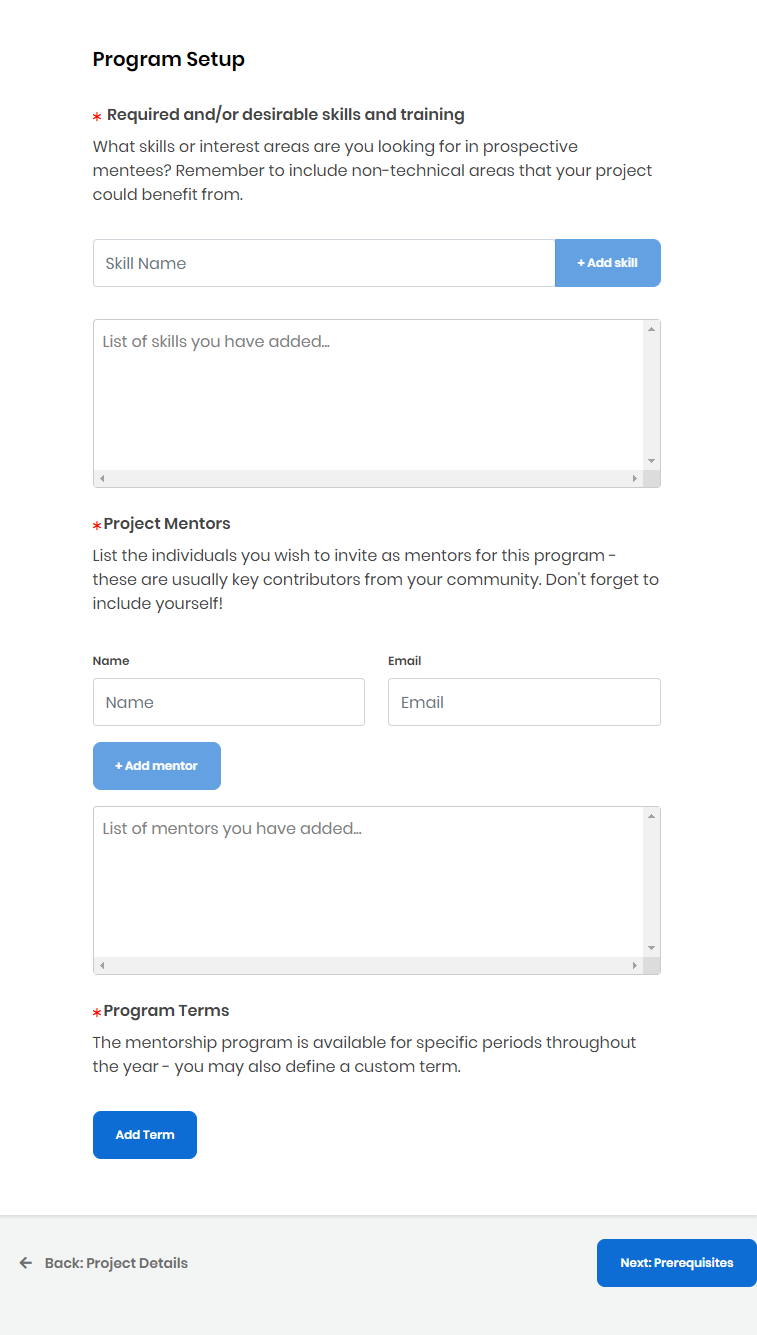 Program Setup
* Required and/or desirable skills and training
What skills or interest areas are you looking for in prospective
mentees? Remember to include non-technical areas that your project
could benefit from.
Skill Name
+ Add skill
List of skills you have added...
*Project Mentors
List the individuals you wish to invite as mentors for this program -
these are usually key contributors from your community. Don't forget to
include yourself!
Name
Email
Name
Email
+ Add mentor
List of mentors you have added...
*Program Terms
The mentorship program is available for specific periods throughout
the year - you may also define a custom term.
Add Term
← Back: Project Details
Next: Prerequisites